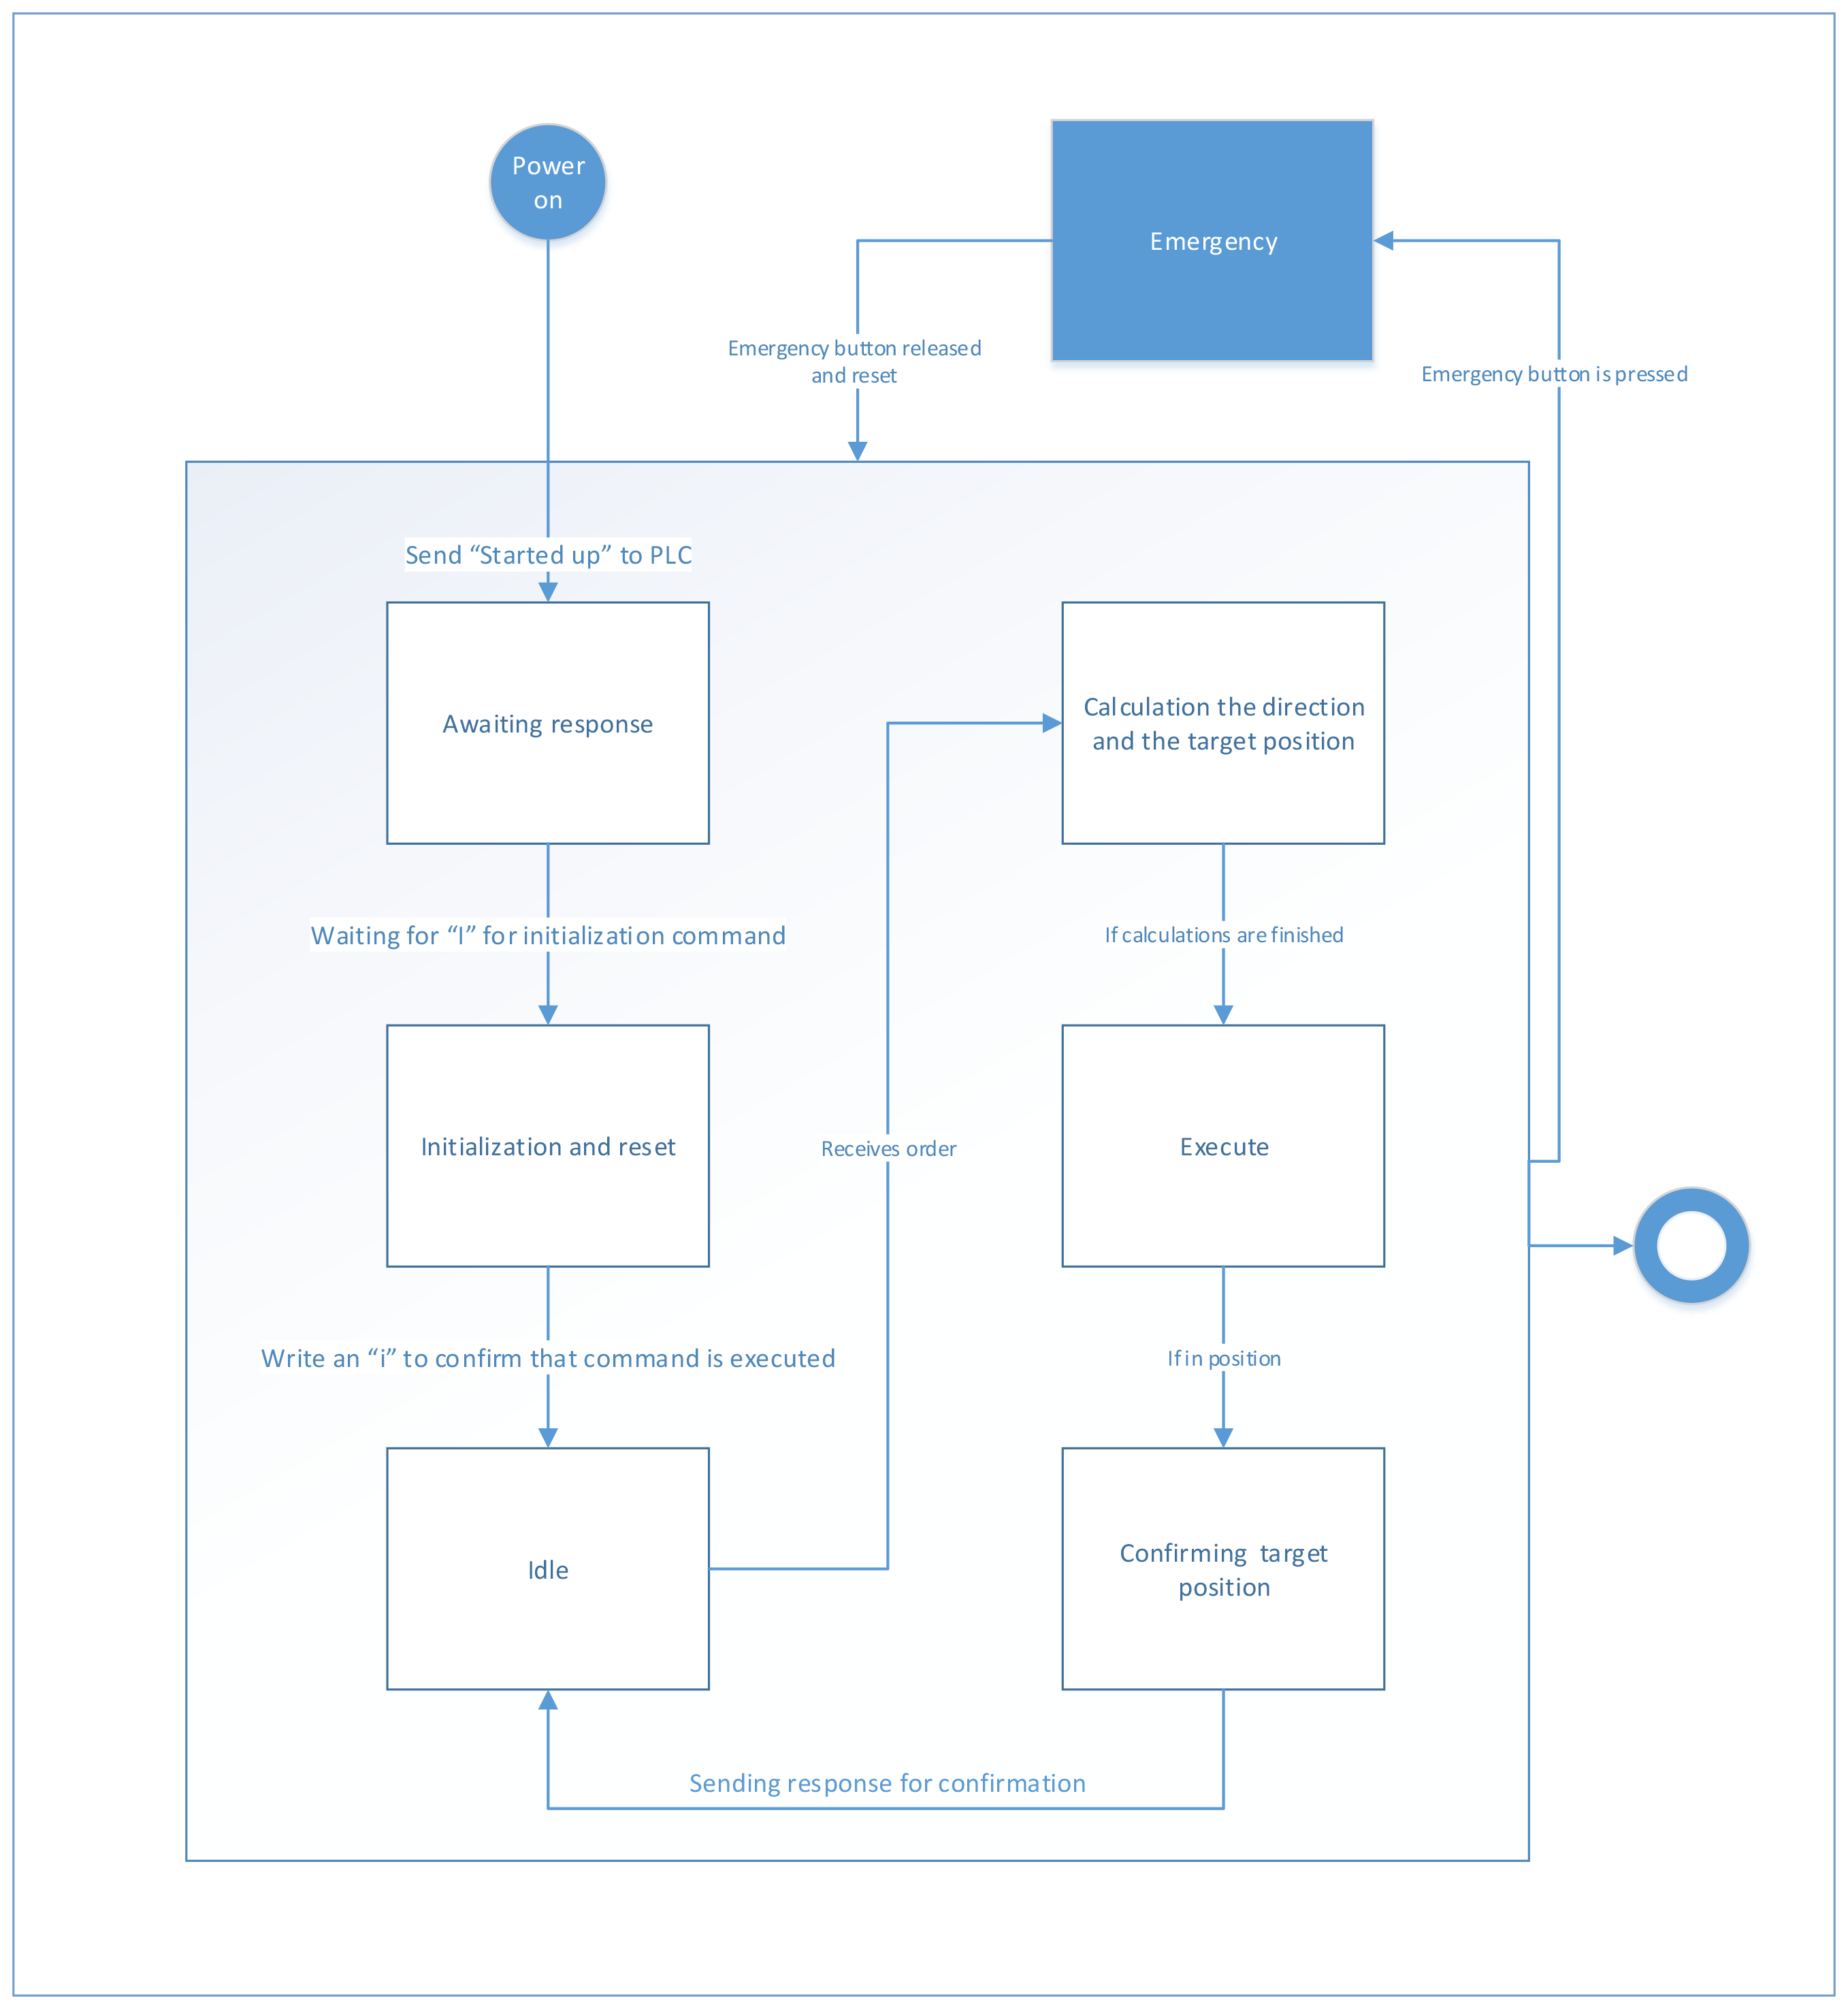 Power
on
Emergency
Emergency button released
and reset
Emergency button is pressed
Send “Started up” to PLC
Awaiting response
Calculation the direction
and the target position
Waiting for “I” for initialization command
If calculations are finished
Initialization and reset
Receives order
Execute
Write an “i” to confirm that command is executed
If in position
Idle
Confirming target
position
Sending response for confirmation